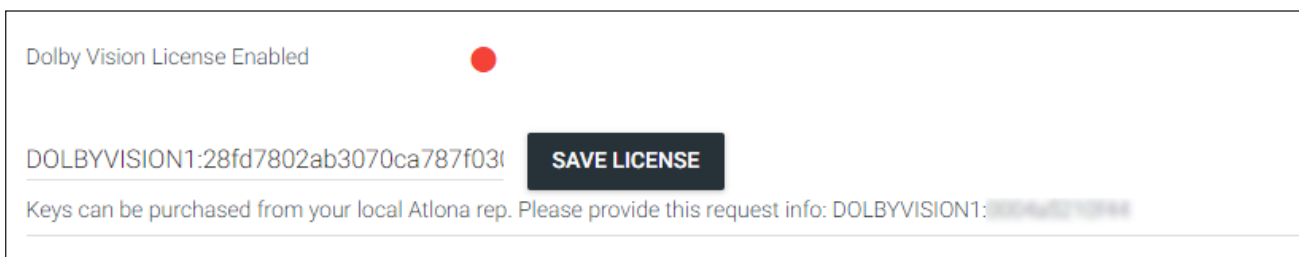 Dolby Vision License Enabled
DOLBYVISION1:28fd7802ab3070ca787f030
SAVE LICENSE
Keys can be purchased from your local Atlona rep. Please provide this request info: DOLBYVISION1: